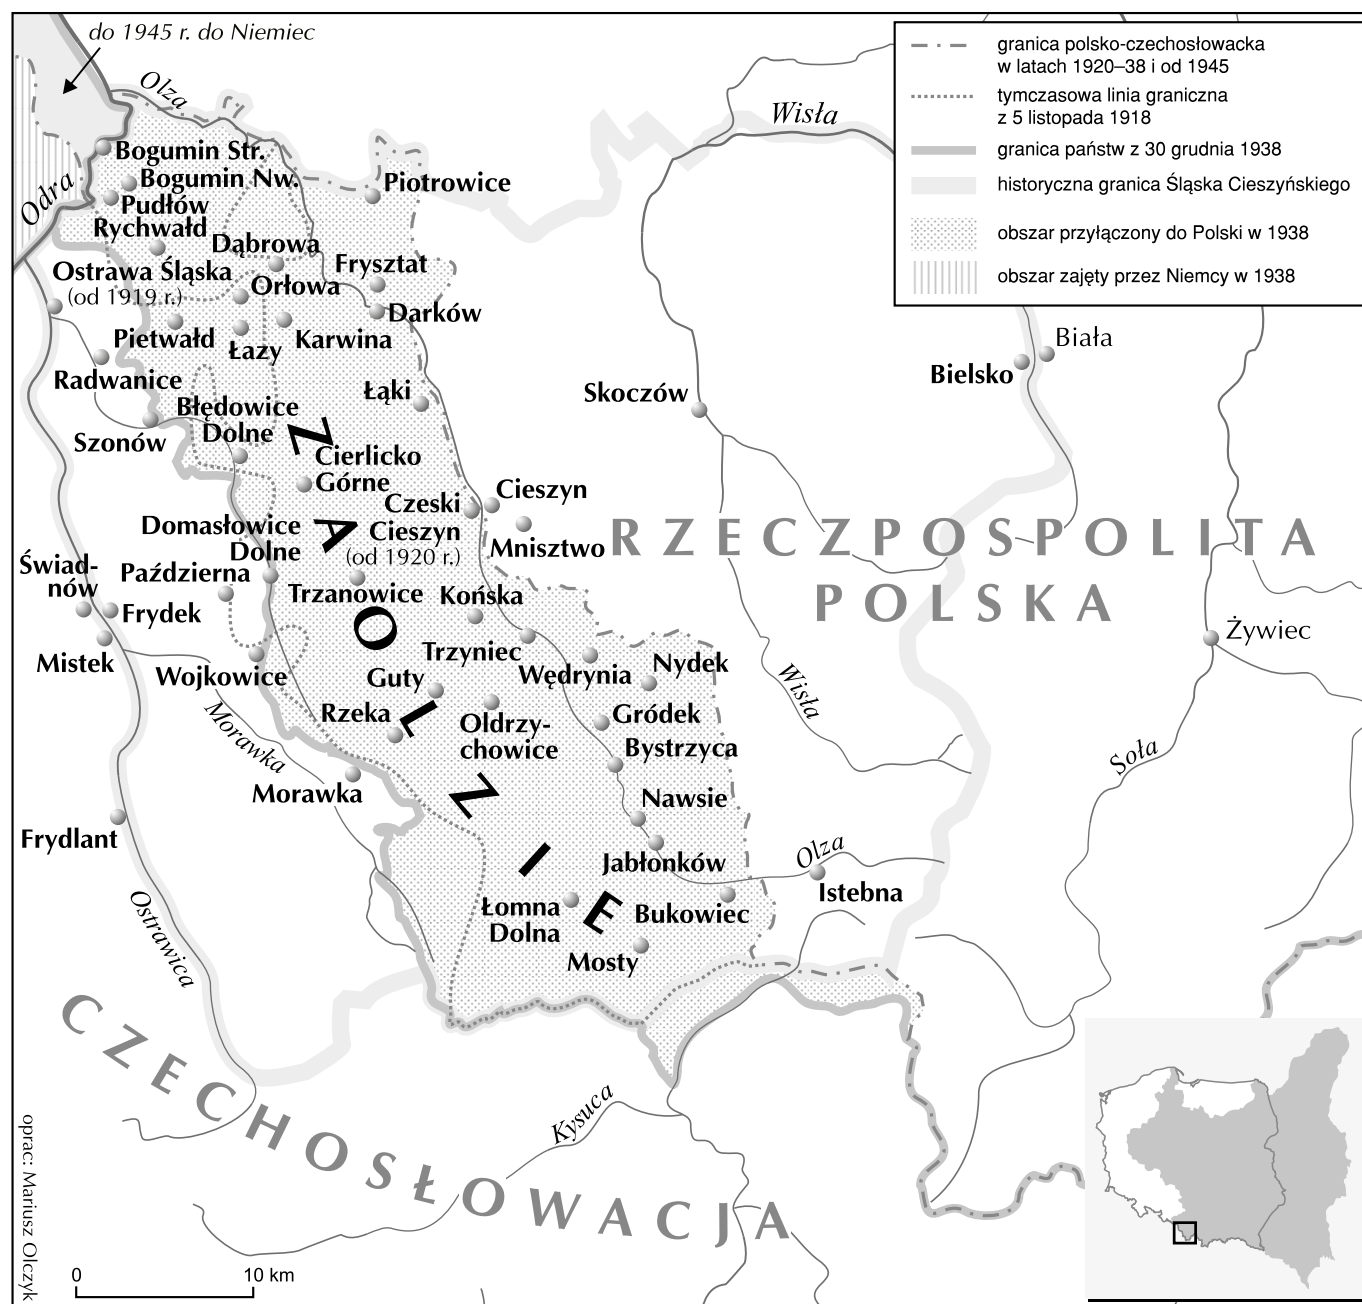 do 1945 r. do Niemiec
granica polsko-czechosłowacka
w latach 1920–38 i od 1945
tymczasowa linia graniczna
z 5 listopada 1918
granica państw z 30 grudnia 1938
historyczna granica Śląska Cieszyńskiego
obszar przyłączony do Polski w 1938
obszar zajęty przez Niemcy w 1938
Olza
Wisła
Odra
Bogumin Str.
Bogumin Nw.
Piotrowice
Pudłów
Rychwałd
Dąbrowa
Frysztat
Ostrawa Śląska
(od 1919 r.)
Orłowa
Darków
Pietwałd
Łazy
Karwina
Biała
Bielsko
Radwanice
Łąki
Skoczów
Błędowice
Dolne
Szonów
Cierlicko
Górne
Czeski
Cieszyn
(od 1920 r.)
Cieszyn
Mnisztwo
Domasłowice
Dolne
RZECZPOSPOLITA
POLSKA
Świad-
nów
Październa
Trzanowice
Końska
Frydek
Mistek
Wojkowice
Trzyniec
Wędrynia
Nydek
Żywiec
Guty
Rzeka
Oldrzy-
chowice
Gródek
Bystrzyca
Wisła
Soła
Morawka
Morawka
Nawsie
Frydlant
Jabłonków
Olza
Istebna
Łomna
Dolna
Bukowiec
Mosty
ZAOLZIE
Ostrawica
CZECHOSŁOWACJA
Kysuca
oprac: Mariusz Olczyk
0 10 km